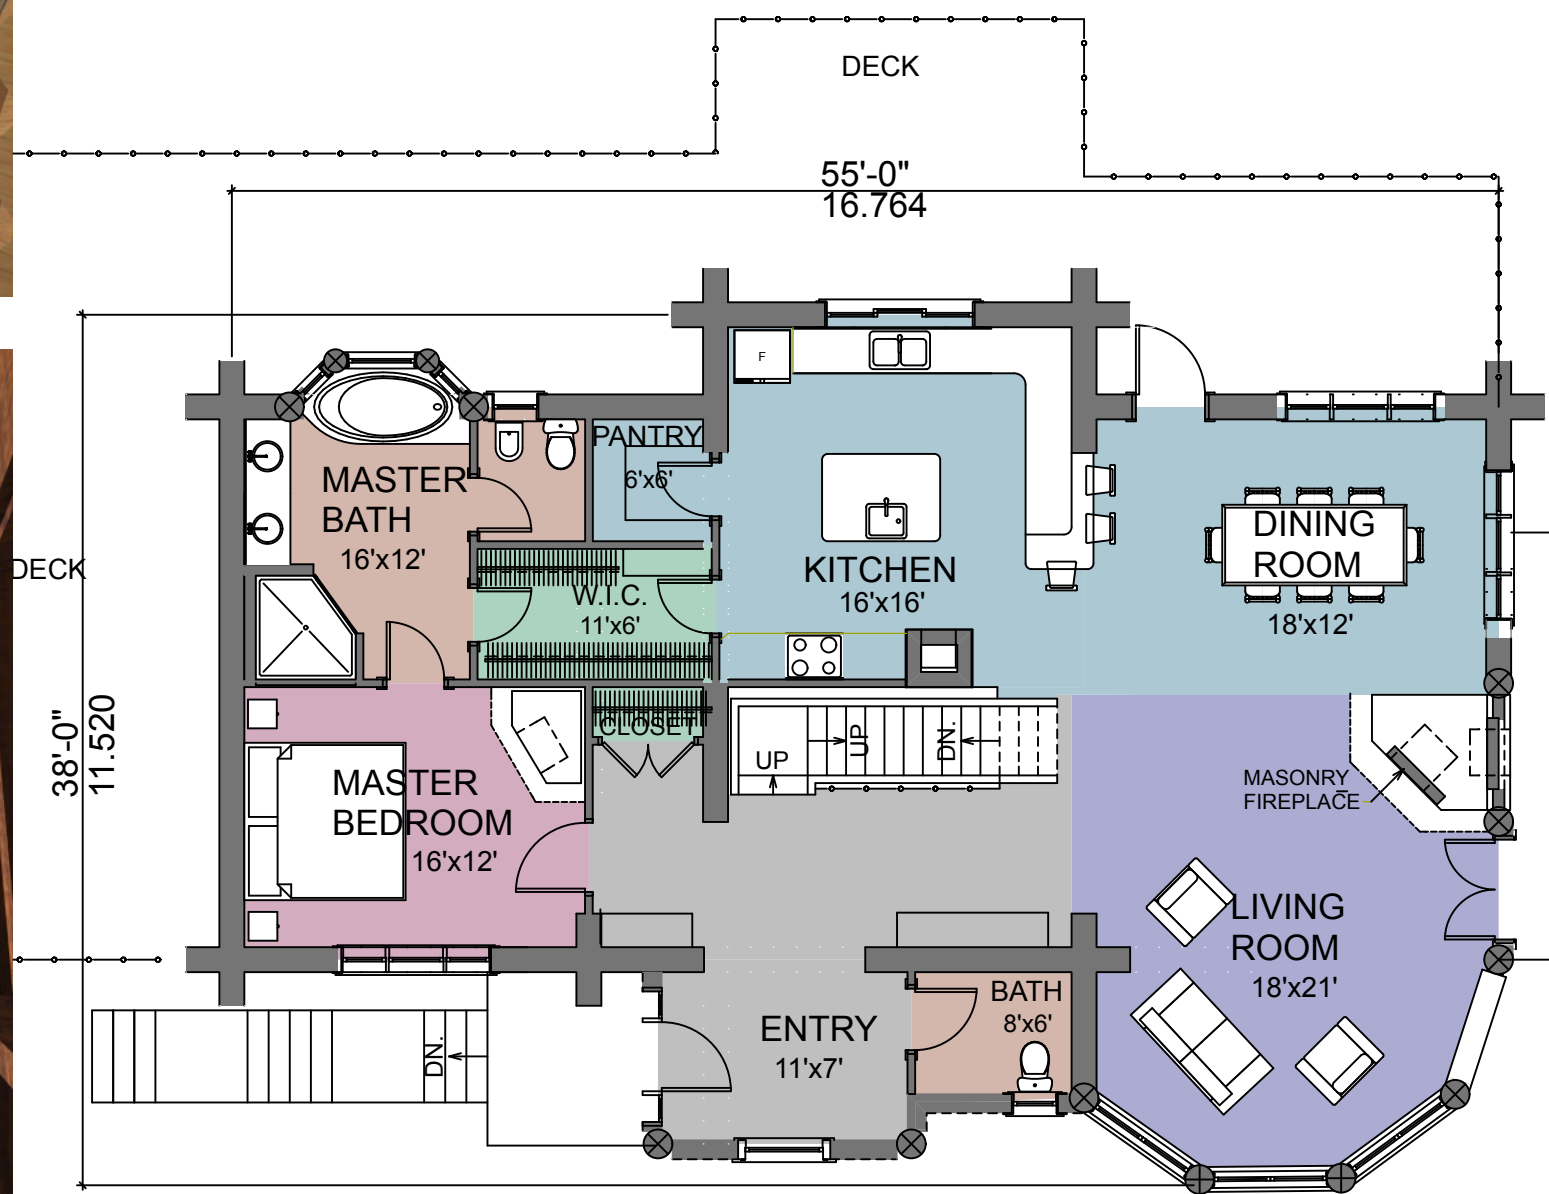 DECK
55'-0"
16.764
F
PANTRY
6'x6'
MASTER
BATH
16'x12'
DINING
ROOM
18'x12'
DECK
KITCHEN
16'x16'
W.I.C.
11'x6'
CLOSET
UP
UP
DN.
38'-0"
11.520
MASTER
BEDROOM
16'x12'
MASONRY
FIREPLACE
LIVING
ROOM
18'x21'
BATH
8'x6'
ENTRY
11'x7'
DN.